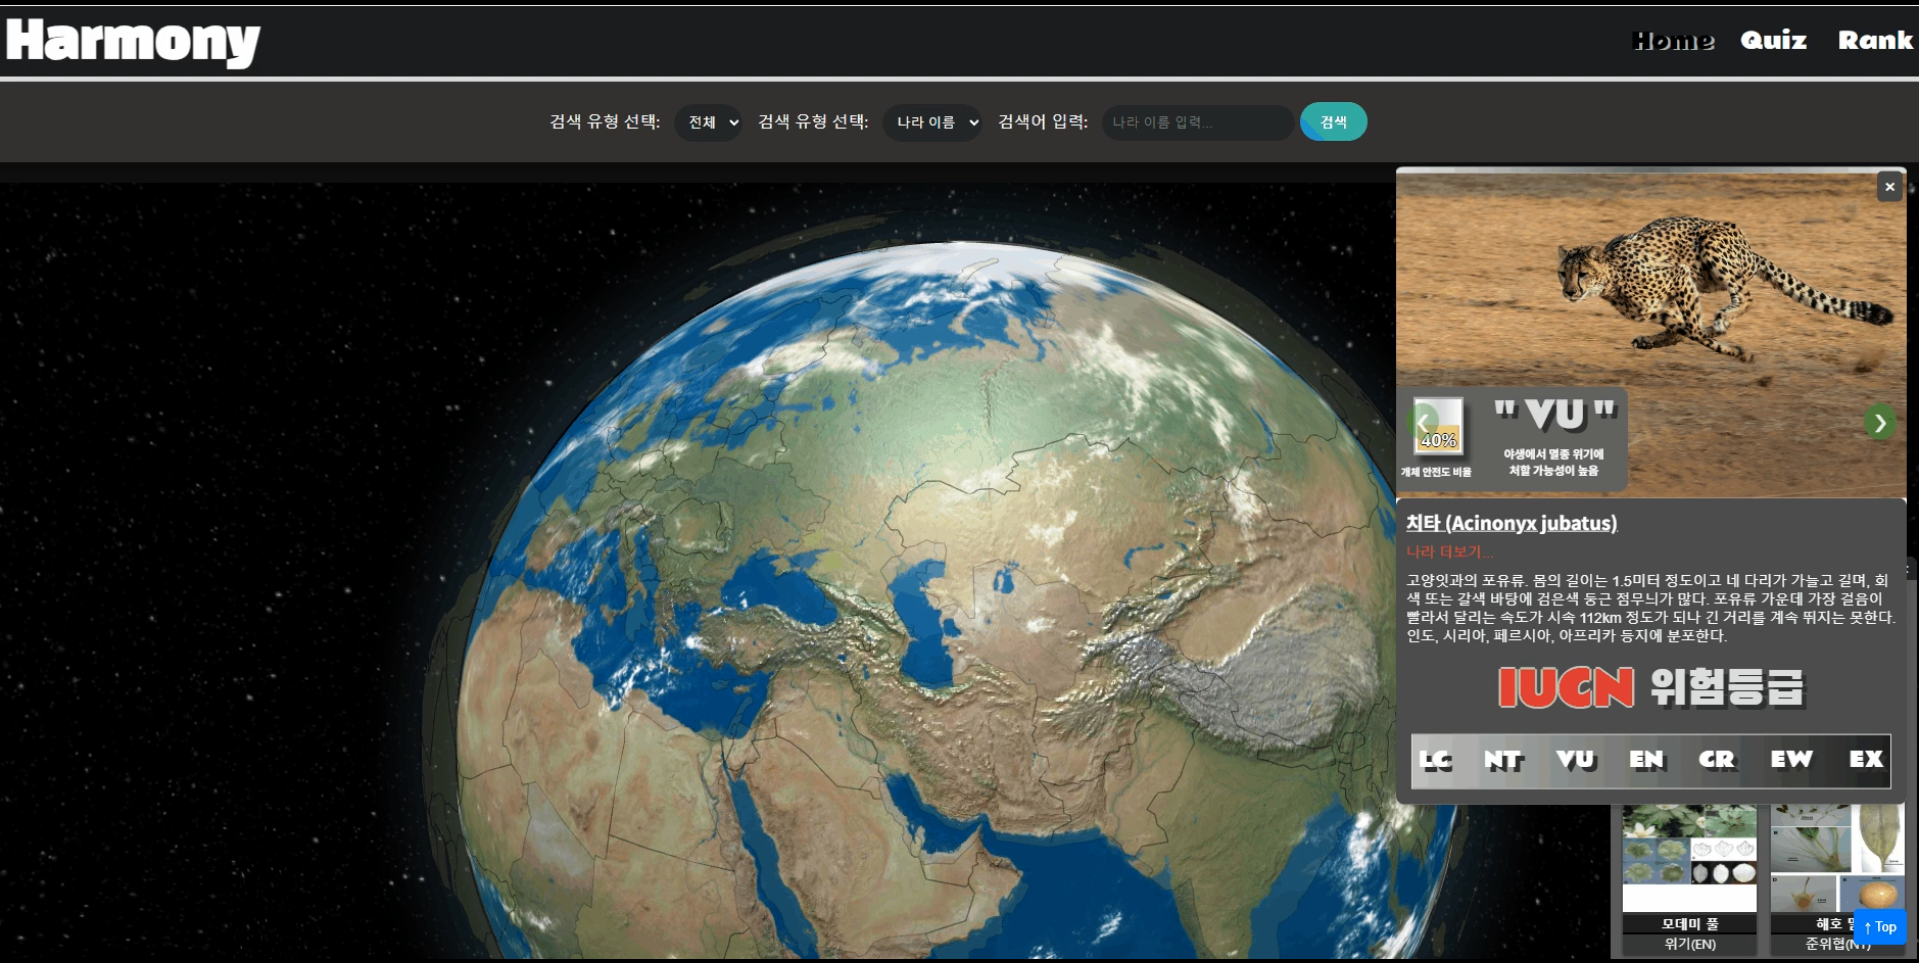 Harmony
Home Quiz Rank
검색 유형 선택: 전체 검색 유형 선택: 나라 이름 검색어 입력: 나라 이름 입력... 검색
×
" VU "
40%
야생에서 멸종 위기에
처할 가능성이 높음
개체 안전도 비율
치타 (Acinonyx jubatus)
나라 더보기...
고양잇과의 포유류. 몸의 길이는 1.5미터 정도이고 네 다리가 가늘고 길며, 회
색 또는 갈색 바탕에 검은색 둥근 점무늬가 많다. 포유류 가운데 가장 걸음이
빨라서 달리는 속도가 시속 112km 정도가 되나 긴 거리를 계속 뛰지는 못한다.
인도, 시리아, 페르시아, 아프리카 등지에 분포한다.
IUCN 위험등급
LC NT VU EN CR EW EX
모데미 풀
위기(EN)
해호
준위협(NT)
↑ Top